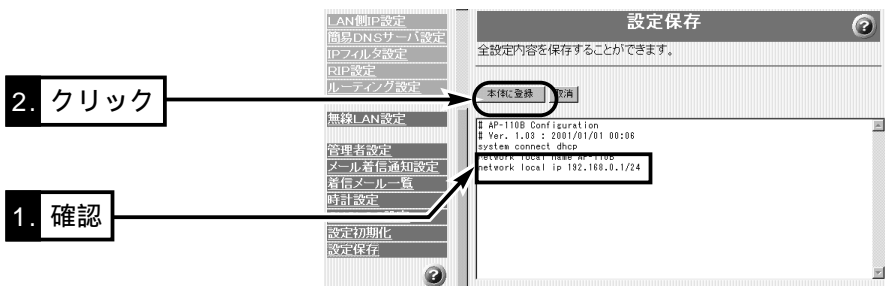 LAN側IP設定
簡易DNSサーバ設定
IPフィルタ設定
RIP設定
ルーティング設定
無線LAN設定
管理者設定
メール着信通知設定
着信メール一覧
時計設定
設定初期化
設定保存
?
2. クリック
1. 確認
設定保存
?
全設定内容を保存することができます。
本体に登録
取消
# AP-110B Configuration
# Ver. 1.03 : 2001/01/01 00:06
system connect dhcp
network local name AP-110B
network local ip 192.168.0.1/24